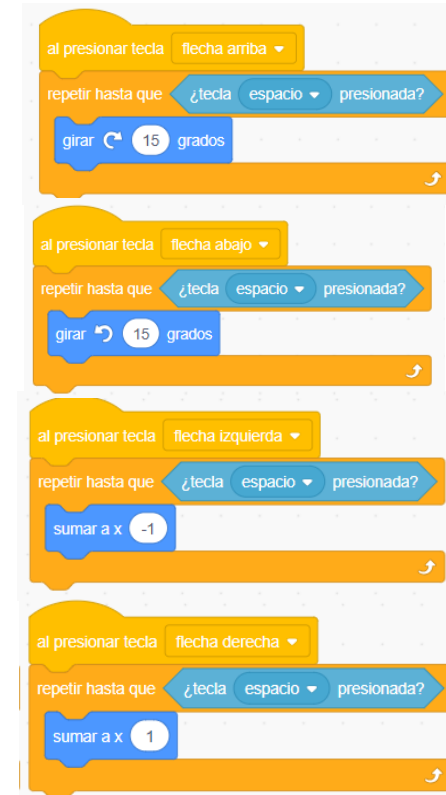 al presionar tecla flecha arriba
repetir hasta que ¿tecla espacio presionada?
girar 15 grados
al presionar tecla flecha abajo
repetir hasta que ¿tecla espacio presionada?
girar 15 grados
al presionar tecla flecha izquierda
repetir hasta que ¿tecla espacio presionada?
sumar a x -1
al presionar tecla flecha derecha
repetir hasta que ¿tecla espacio presionada?
sumar a x 1